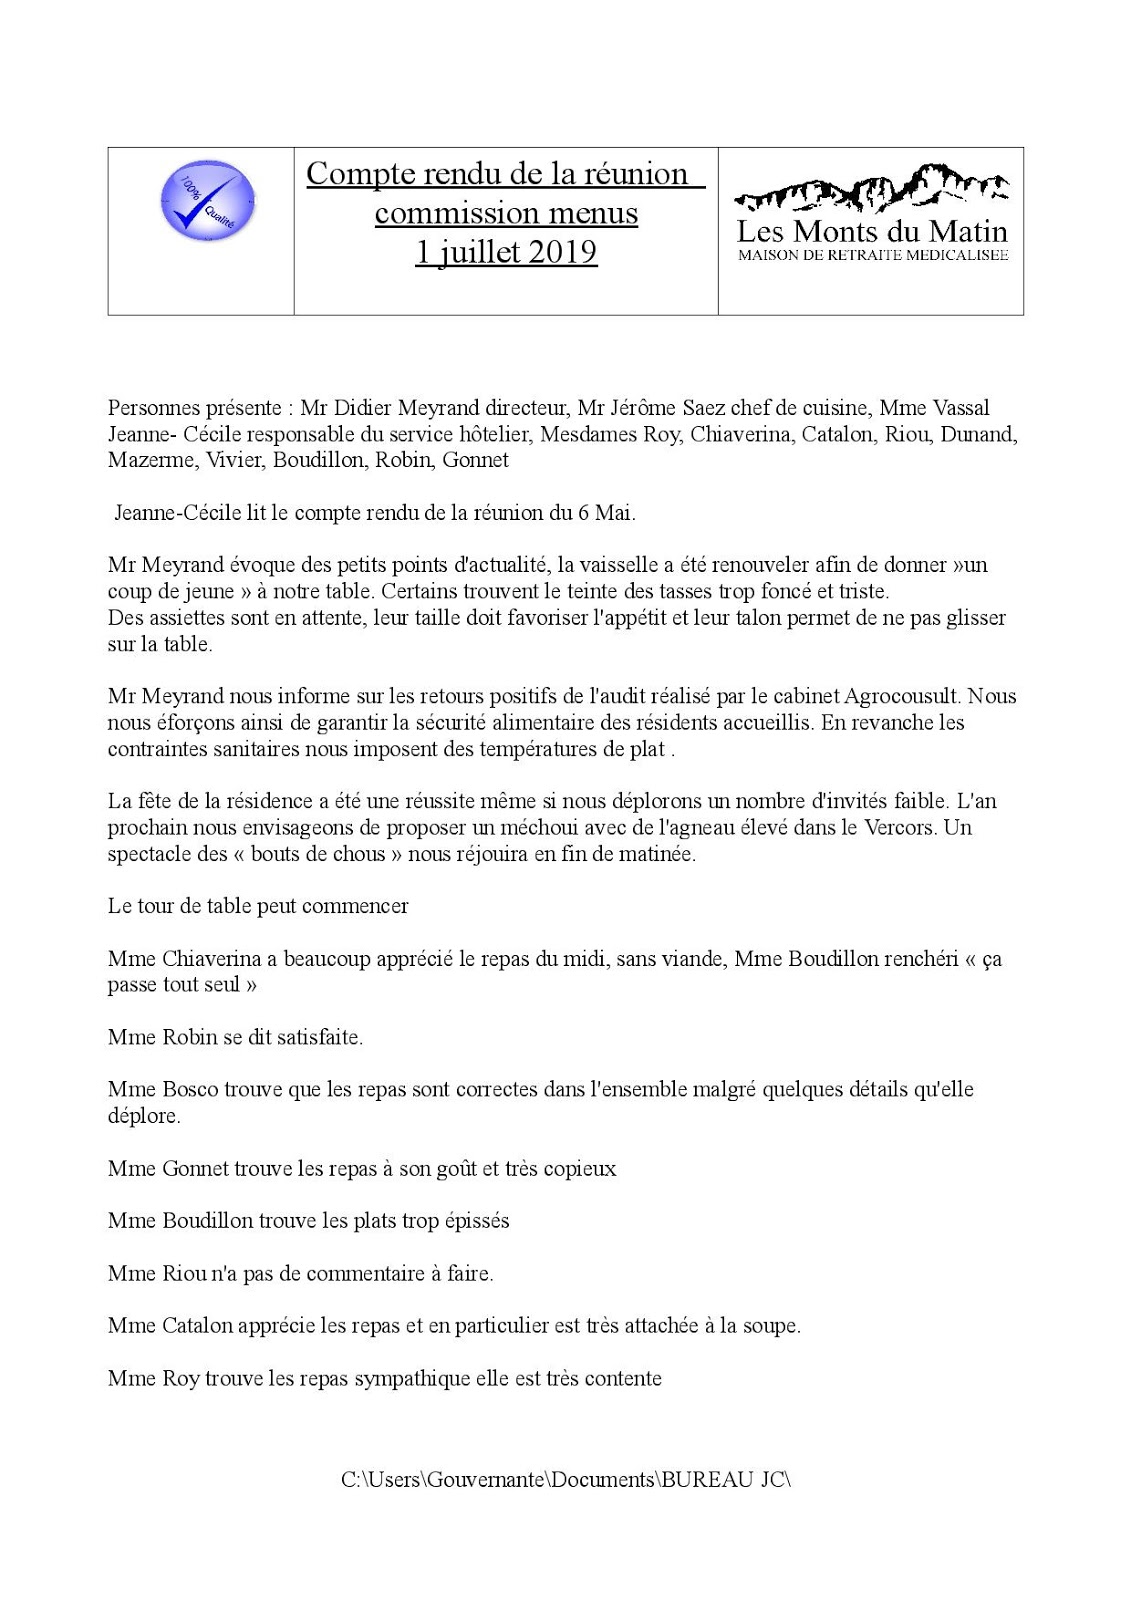 100%
Qualité
Compte rendu de la réunion
commission menus
1 juillet 2019
Les Monts du Matin
MAISON DE RETRAITE MEDICALISEE
Personnes présente : Mr Didier Meyrand directeur, Mr Jérôme Saez chef de cuisine, Mme Vassal
Jeanne- Cécile responsable du service hôtelier, Mesdames Roy, Chiaverina, Catalon, Riou, Dunand,
Mazerme, Vivier, Boudillon, Robin, Gonnet
Jeanne-Cécile lit le compte rendu de la réunion du 6 Mai.
Mr Meyrand évoque des petits points d'actualité, la vaisselle a été renouveler afin de donner »un
coup de jeune » à notre table. Certains trouvent le teinte des tasses trop foncé et triste.
Des assiettes sont en attente, leur taille doit favoriser l'appétit et leur talon permet de ne pas glisser
sur la table.
Mr Meyrand nous informe sur les retours positifs de l'audit réalisé par le cabinet Agrocousult. Nous
nous éforçons ainsi de garantir la sécurité alimentaire des résidents accueillis. En revanche les
contraintes sanitaires nous imposent des températures de plat .
La fête de la résidence a été une réussite même si nous déplorons un nombre d'invités faible. L'an
prochain nous envisageons de proposer un méchoui avec de l'agneau élevé dans le Vercors. Un
spectacle des « bouts de chous » nous réjouira en fin de matinée.
Le tour de table peut commencer
Mme Chiaverina a beaucoup apprécié le repas du midi, sans viande, Mme Boudillon renchéri « ça
passe tout seul »
Mme Robin se dit satisfaite.
Mme Bosco trouve que les repas sont correctes dans l'ensemble malgré quelques détails qu'elle
déplore.
Mme Gonnet trouve les repas à son goût et très copieux
Mme Boudillon trouve les plats trop épissés
Mme Riou n'a pas de commentaire à faire.
Mme Catalon apprécie les repas et en particulier est très attachée à la soupe.
Mme Roy trouve les repas sympathique elle est très contente
C:\Users\Gouvernante\Documents\BUREAU JC\